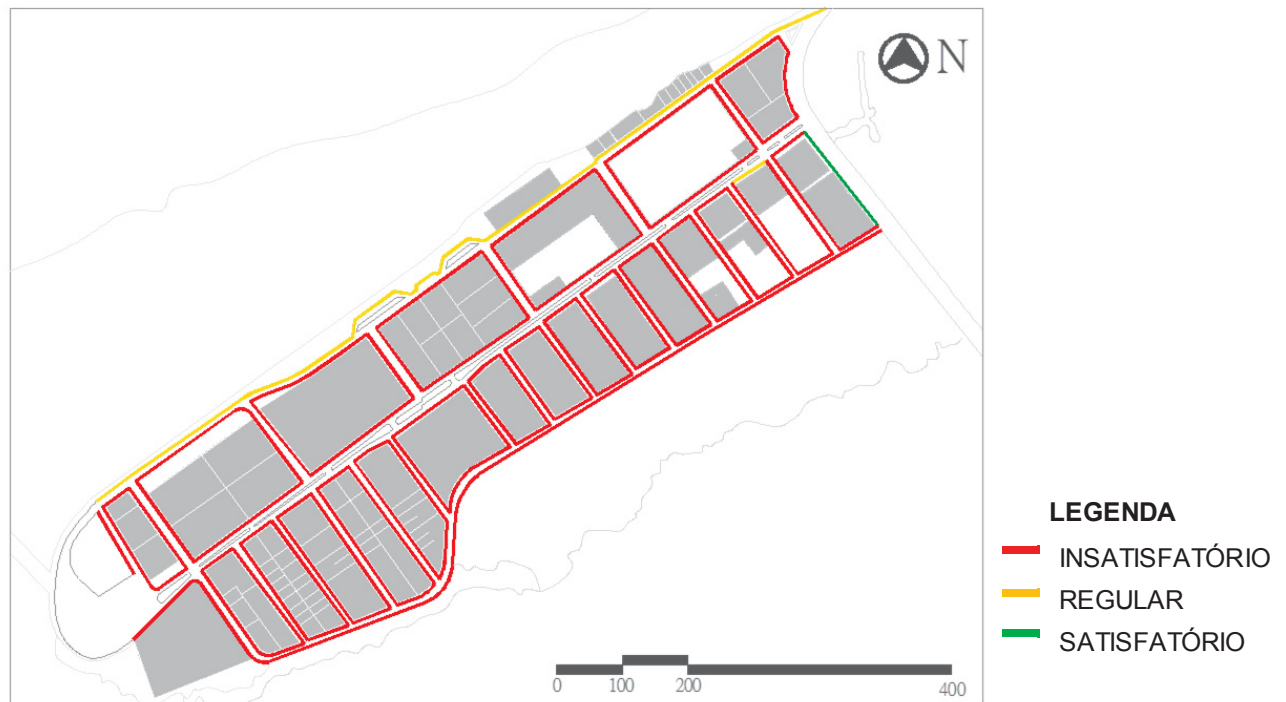 N
LEGENDA
INSATISFATÓRIO
REGULAR
SATISFATÓRIO
0 100 200 400